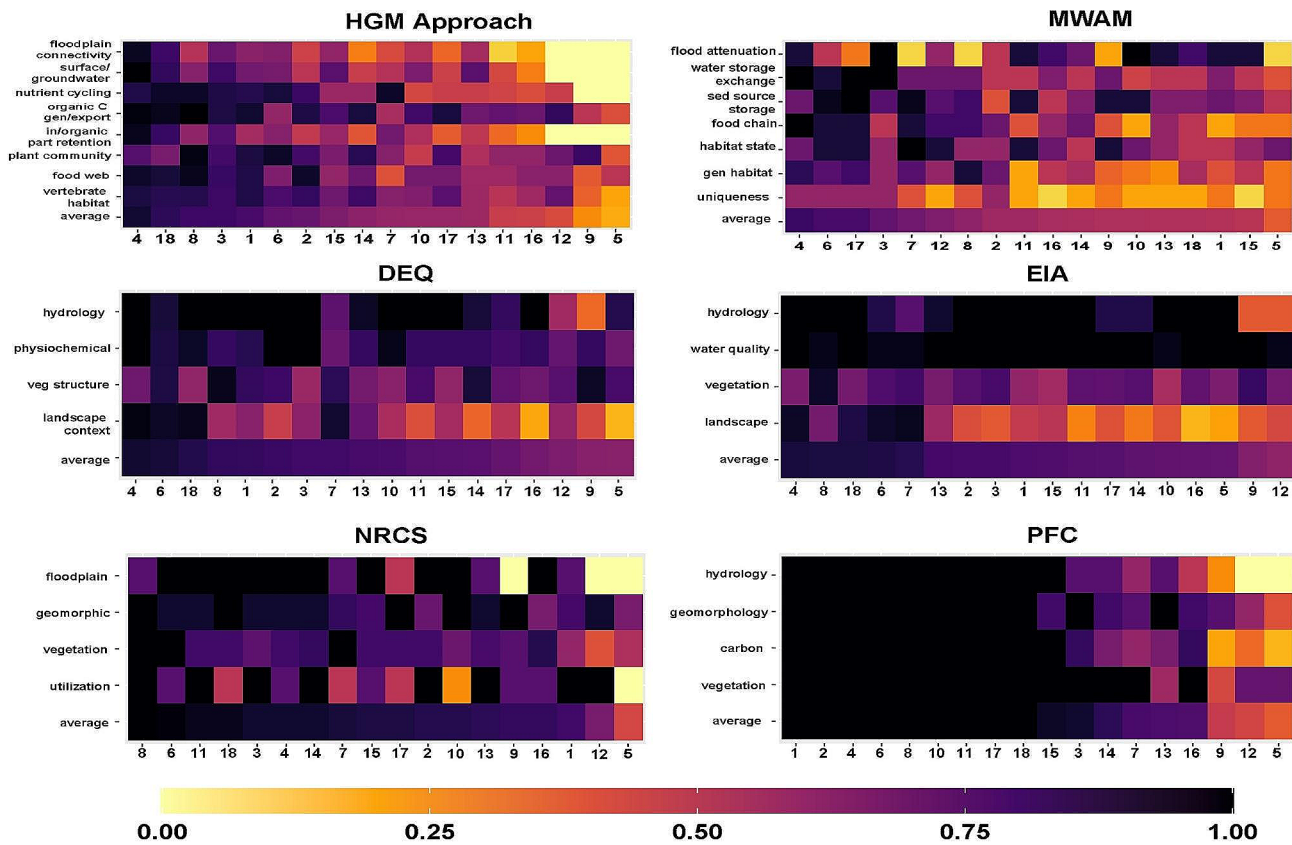 HGM Approach
floodplain
connectivity
surface/
groundwater
nutrient cycling
organic C
gen/export
in/organic
part retention
plant community
food web
vertebrate
habitat
average
4 18 8 3 1 6 2 15 14 7 10 17 13 11 16 12 9 5
MWAM
flood attenuation
water storage
exchange
sed source
storage
food chain
habitat state
gen habitat
uniqueness
average
4 6 17 3 7 12 8 2 11 16 14 9 10 13 18 1 15 5
DEQ
hydrology
physiochemical
veg structure
landscape
context
average
4 6 18 8 1 2 3 7 13 10 11 15 14 17 16 12 9 5
EIA
hydrology
water quality
vegetation
landscape
average
4 8 18 6 7 13 2 3 1 15 11 17 14 10 16 5 9 12
NRCS
floodplain
geomorphic
vegetation
utilization
average
8 6 11 18 3 4 14 7 15 17 2 10 13 9 16 1 12 5
PFC
hydrology
geomorphology
carbon
vegetation
average
1 2 4 6 8 10 11 17 18 15 3 14 7 13 16 9 12 5
0.00 0.25 0.50 0.75 1.00